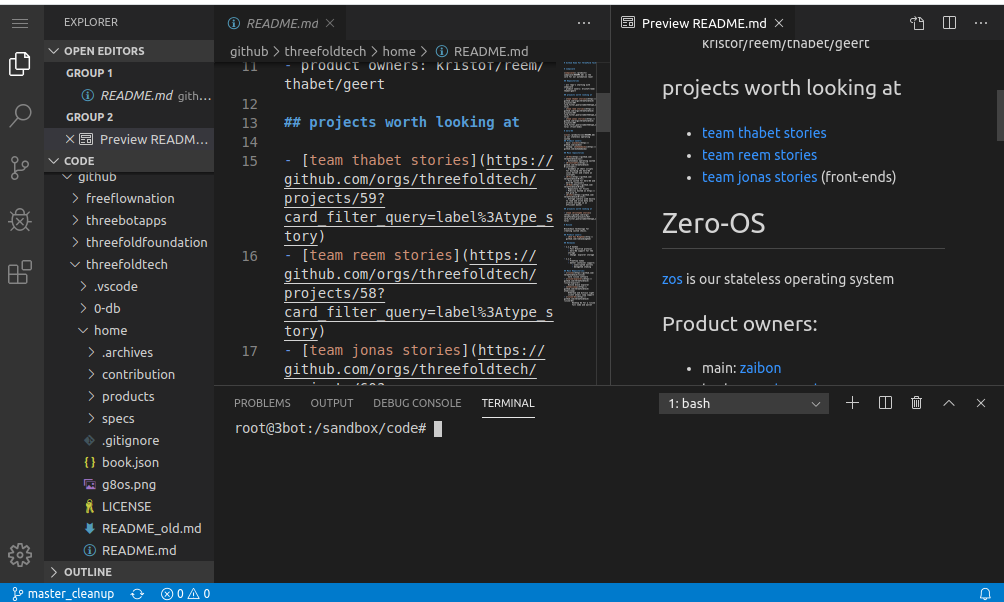 EXPLORER
OPEN EDITORS
GROUP 1
README.md gith...
GROUP 2
Preview READM...
CODE
github
freeflownation
threebotapps
threefoldfoundation
threefoldtech
.vscode
0-db
home
.archives
contribution
products
specs
.gitignore
book.json
g8os.png
LICENSE
README_old.md
README.md
OUTLINE
README.md
github > threefoldtech > home > README.md
11 - product owners: kristof/reem/
thabet/geert
12
13 ## projects worth looking at
14
15 - [team thabet stories](https://
github.com/orgs/threefoldtech/
projects/59?
card_filter_query=label%3Atype_s
tory)
16 - [team reem stories](https://
github.com/orgs/threefoldtech/
projects/58?
card_filter_query=label%3Atype_s
tory)
17 - [team jonas stories](https://
github.com/orgs/threefoldtech/
Preview README.md
kristof/reem/thabet/geert
projects worth looking at
• team thabet stories
• team reem stories
• team jonas stories (front-ends)
Zero-OS
zos is our stateless operating system
Product owners:
• main: zaibon
PROBLEMS OUTPUT DEBUG CONSOLE TERMINAL 1: bash
root@3bot:/sandbox/code#
master_cleanup 0 0